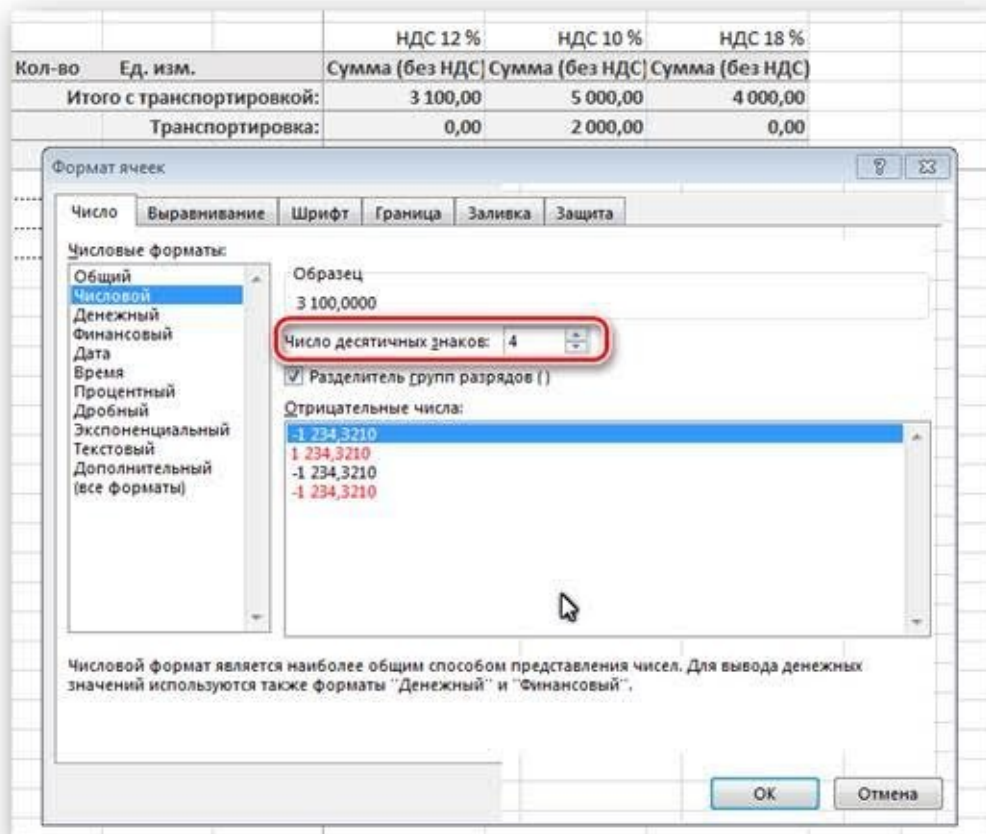 НДС 12 % НДС 10 % НДС 18 %
Кол-во Ед. изм. Сумма (без НДС) Сумма (без НДС) Сумма (без НДС)
Итого с транспортировкой: 3 100,00 5 000,00 4 000,00
Транспортировка: 0,00 2 000,00 0,00
Формат ячеек
Число Выравнивание Шрифт Граница Заливка Защита
Числовые форматы:
Общий
Числовой
Денежный
Финансовый
Дата
Время
Процентный
Дробный
Экспоненциальный
Текстовый
Дополнительный
(все форматы)
Образец
3 100,0000
Число десятичных знаков: 4
Разделитель групп разрядов ( )
Отрицательные числа:
-1 234,3210
1 234,3210
-1 234,3210
-1 234,3210
Числовой формат является наиболее общим способом представления чисел. Для вывода денежных
значений используются также форматы "Денежный" и "Финансовый".
ОК Отмена